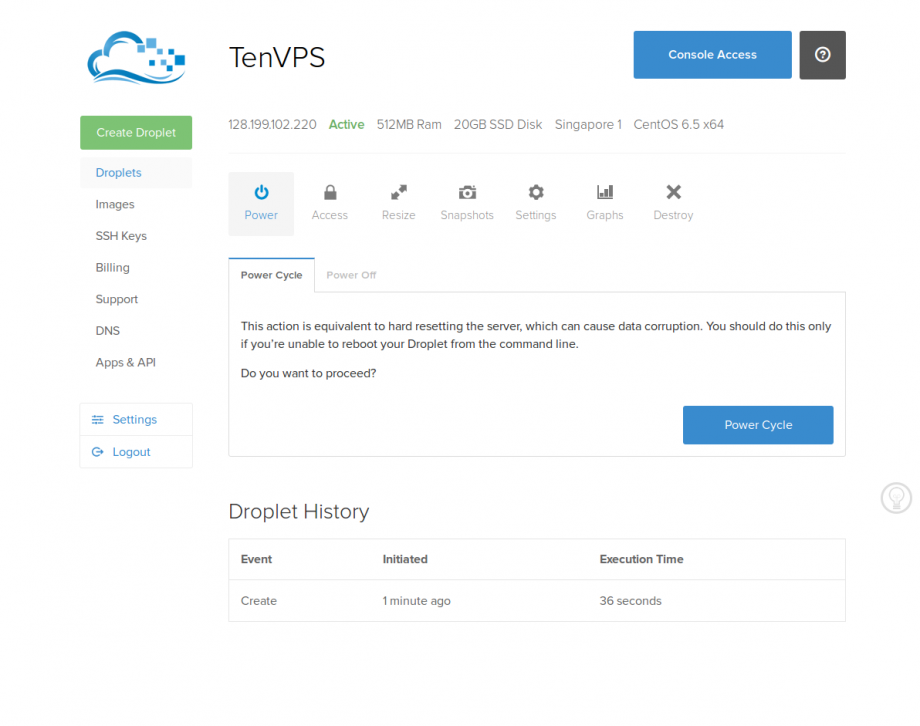 TenVPS
Console Access
128.199.102.220 Active 512MB Ram 20GB SSD Disk Singapore 1 CentOS 6.5 x64
Create Droplet
Droplets
Images
SSH Keys
Billing
Support
DNS
Apps & API
Settings
Logout
Power Access Resize Snapshots Settings Graphs Destroy
Power Cycle Power Off
This action is equivalent to hard resetting the server, which can cause data corruption. You should do this only
if you're unable to reboot your Droplet from the command line.
Do you want to proceed?
Power Cycle
Droplet History
Event Initiated Execution Time
Create 1 minute ago 36 seconds